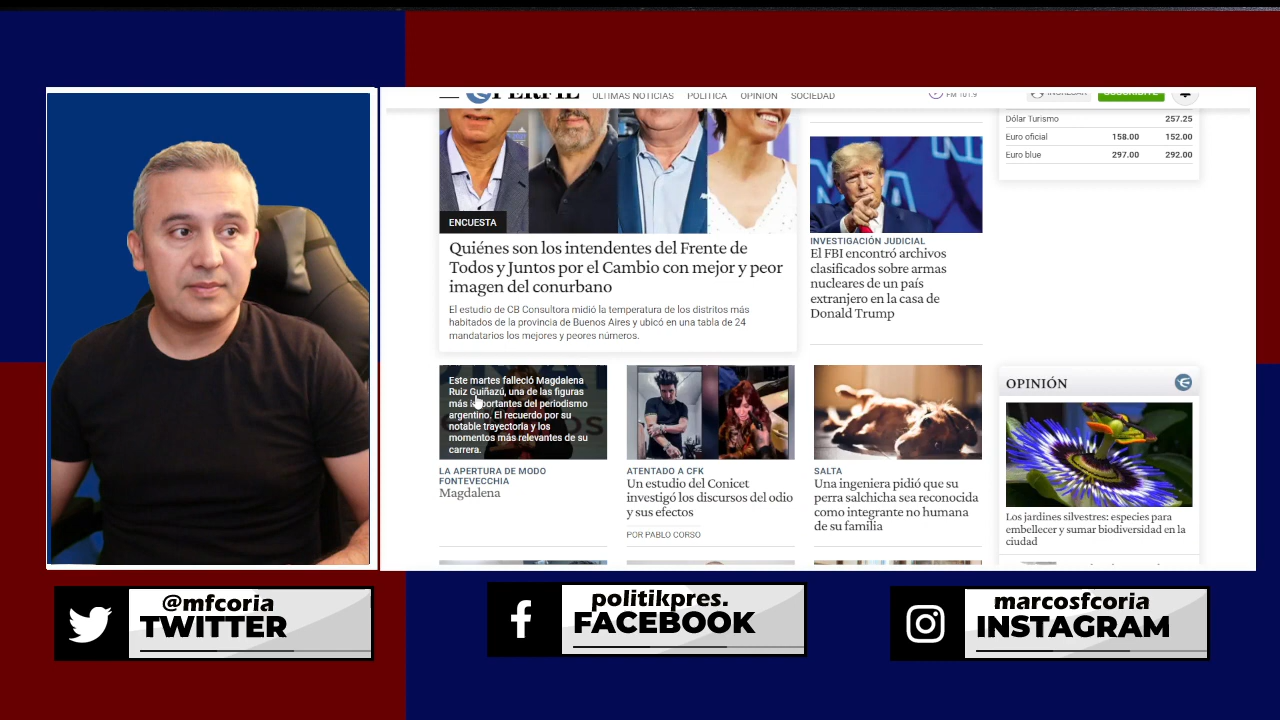 PERFIL
ÚLTIMAS NOTICIAS
POLÍTICA
OPINIÓN
SOCIEDAD
FM 101.9
INGRESAR
SUSCRIBITE
Dólar Turismo 257.25
Euro oficial 158.00 152.00
Euro blue 297.00 292.00
ENCUESTA
Quiénes son los intendentes del Frente de
Todos y Juntos por el Cambio con mejor y peor
imagen del conurbano
El estudio de CB Consultora midió la temperatura de los distritos más
habitados de la provincia de Buenos Aires y ubicó en una tabla de 24
mandatarios los mejores y peores números.
INVESTIGACIÓN JUDICIAL
El FBI encontró archivos
clasificados sobre armas
nucleares de un país
extranjero en la casa de
Donald Trump
Este martes falleció Magdalena
Ruiz Guiñazú, una de las figuras
más importantes del periodismo
argentino. El recuerdo por su
notable trayectoria y los
momentos más relevantes de su
carrera.
LA APERTURA DE MODO
FONTEVECCHIA
Magdalena
ATENTADO A CFK
Un estudio del Conicet
investigó los discursos del odio
y sus efectos
POR PABLO CORSO
SALTA
Una ingeniera pidió que su
perra salchicha sea reconocida
como integrante no humana
de su familia
OPINIÓN
Los jardines silvestres: especies para
embellecer y sumar biodiversidad en la
ciudad
@mfcoria
TWITTER
politikpres.
FACEBOOK
marcosfcoria
INSTAGRAM